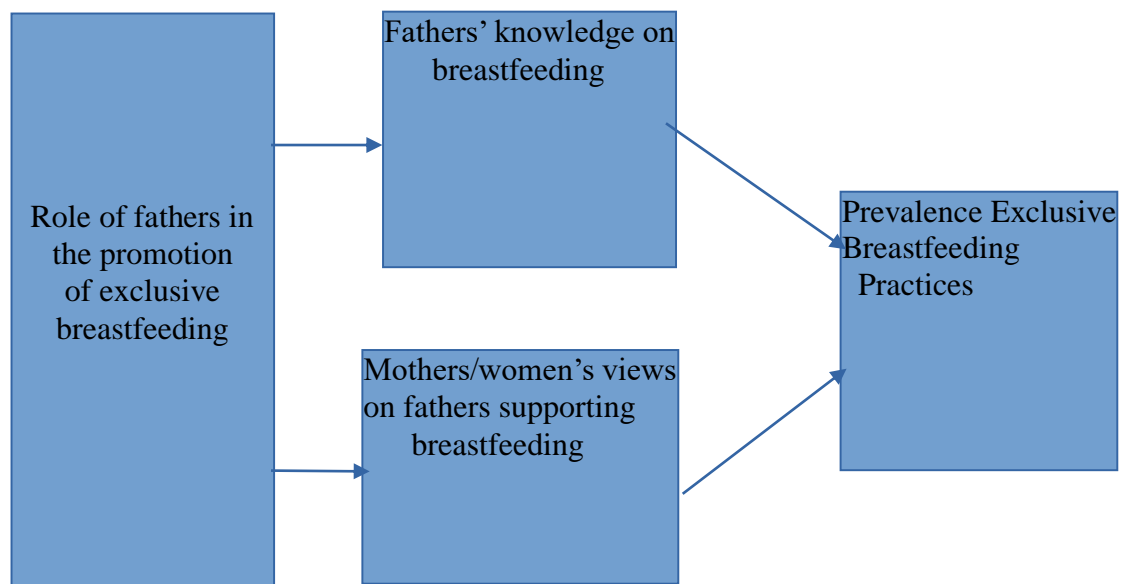 Role of fathers in
the promotion
of exclusive
breastfeeding
Fathers’ knowledge on
breastfeeding
Mothers/women’s views
on fathers supporting
breastfeeding
Prevalence Exclusive
Breastfeeding
Practices